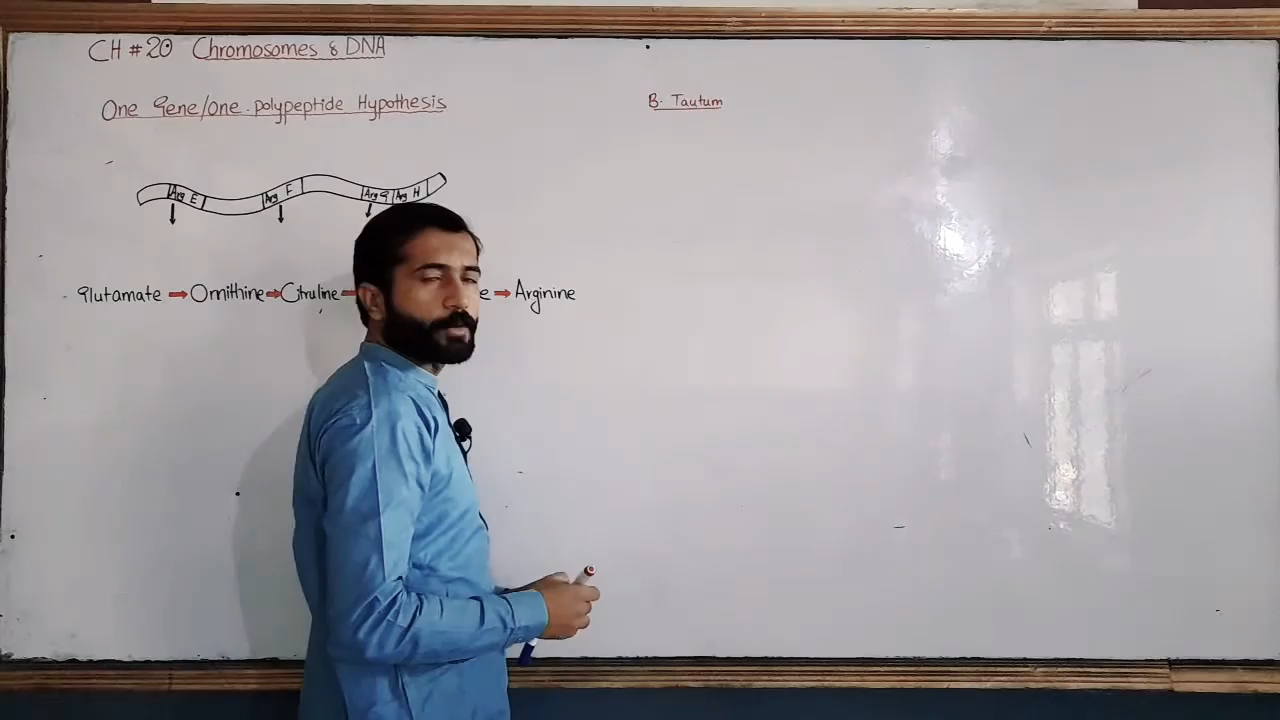 CH #20 Chromosomes & DNA
One Gene/one-polypeptide Hypothesis
B. Tautum
Arg E Arg F Arg G Arg H
Glutamate → Ornithine → Citruline → e → Arginine